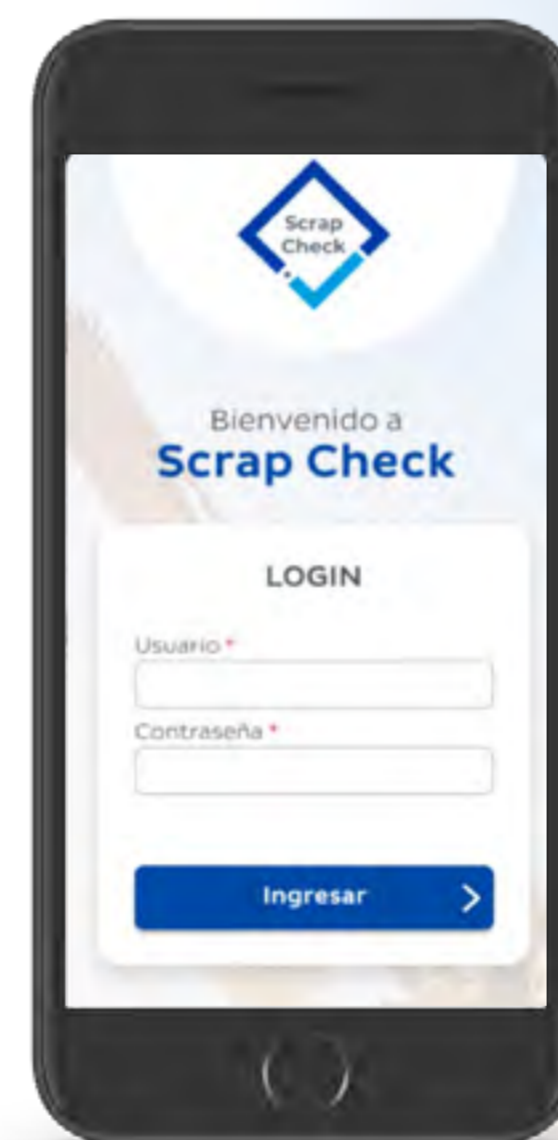 Scrap
Check
Bienvenido a
Scrap Check
LOGIN
Usuario *
Contraseña *
Ingresar